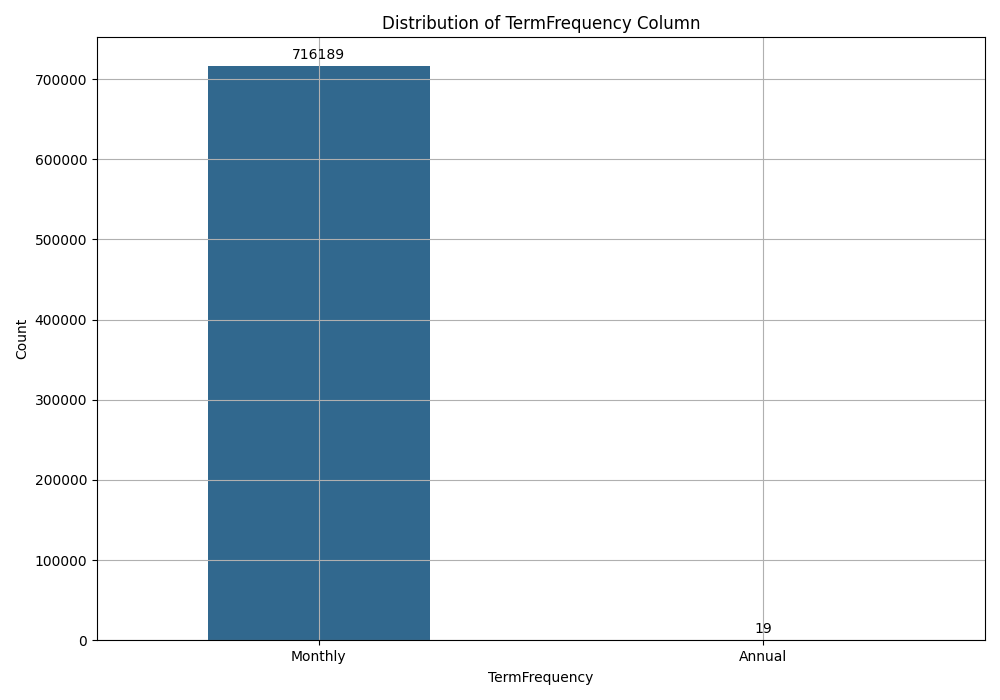 Distribution of TermFrequency Column
716189
700000
600000
500000
400000
300000
200000
100000
0
Count
19
Monthly
Annual
TermFrequency